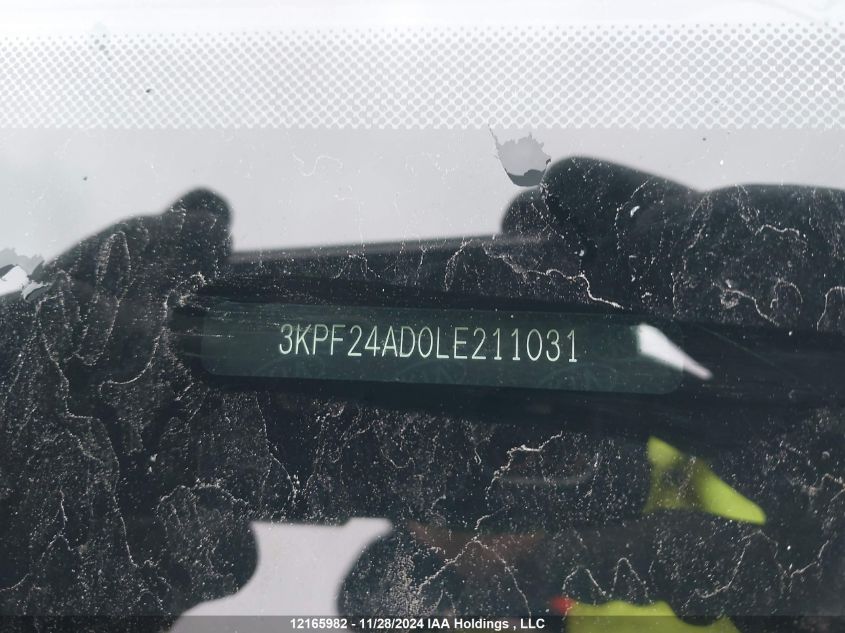 3KPF24AD0LE211031
12165982 - 11/28/2024 IAA Holdings , LLC